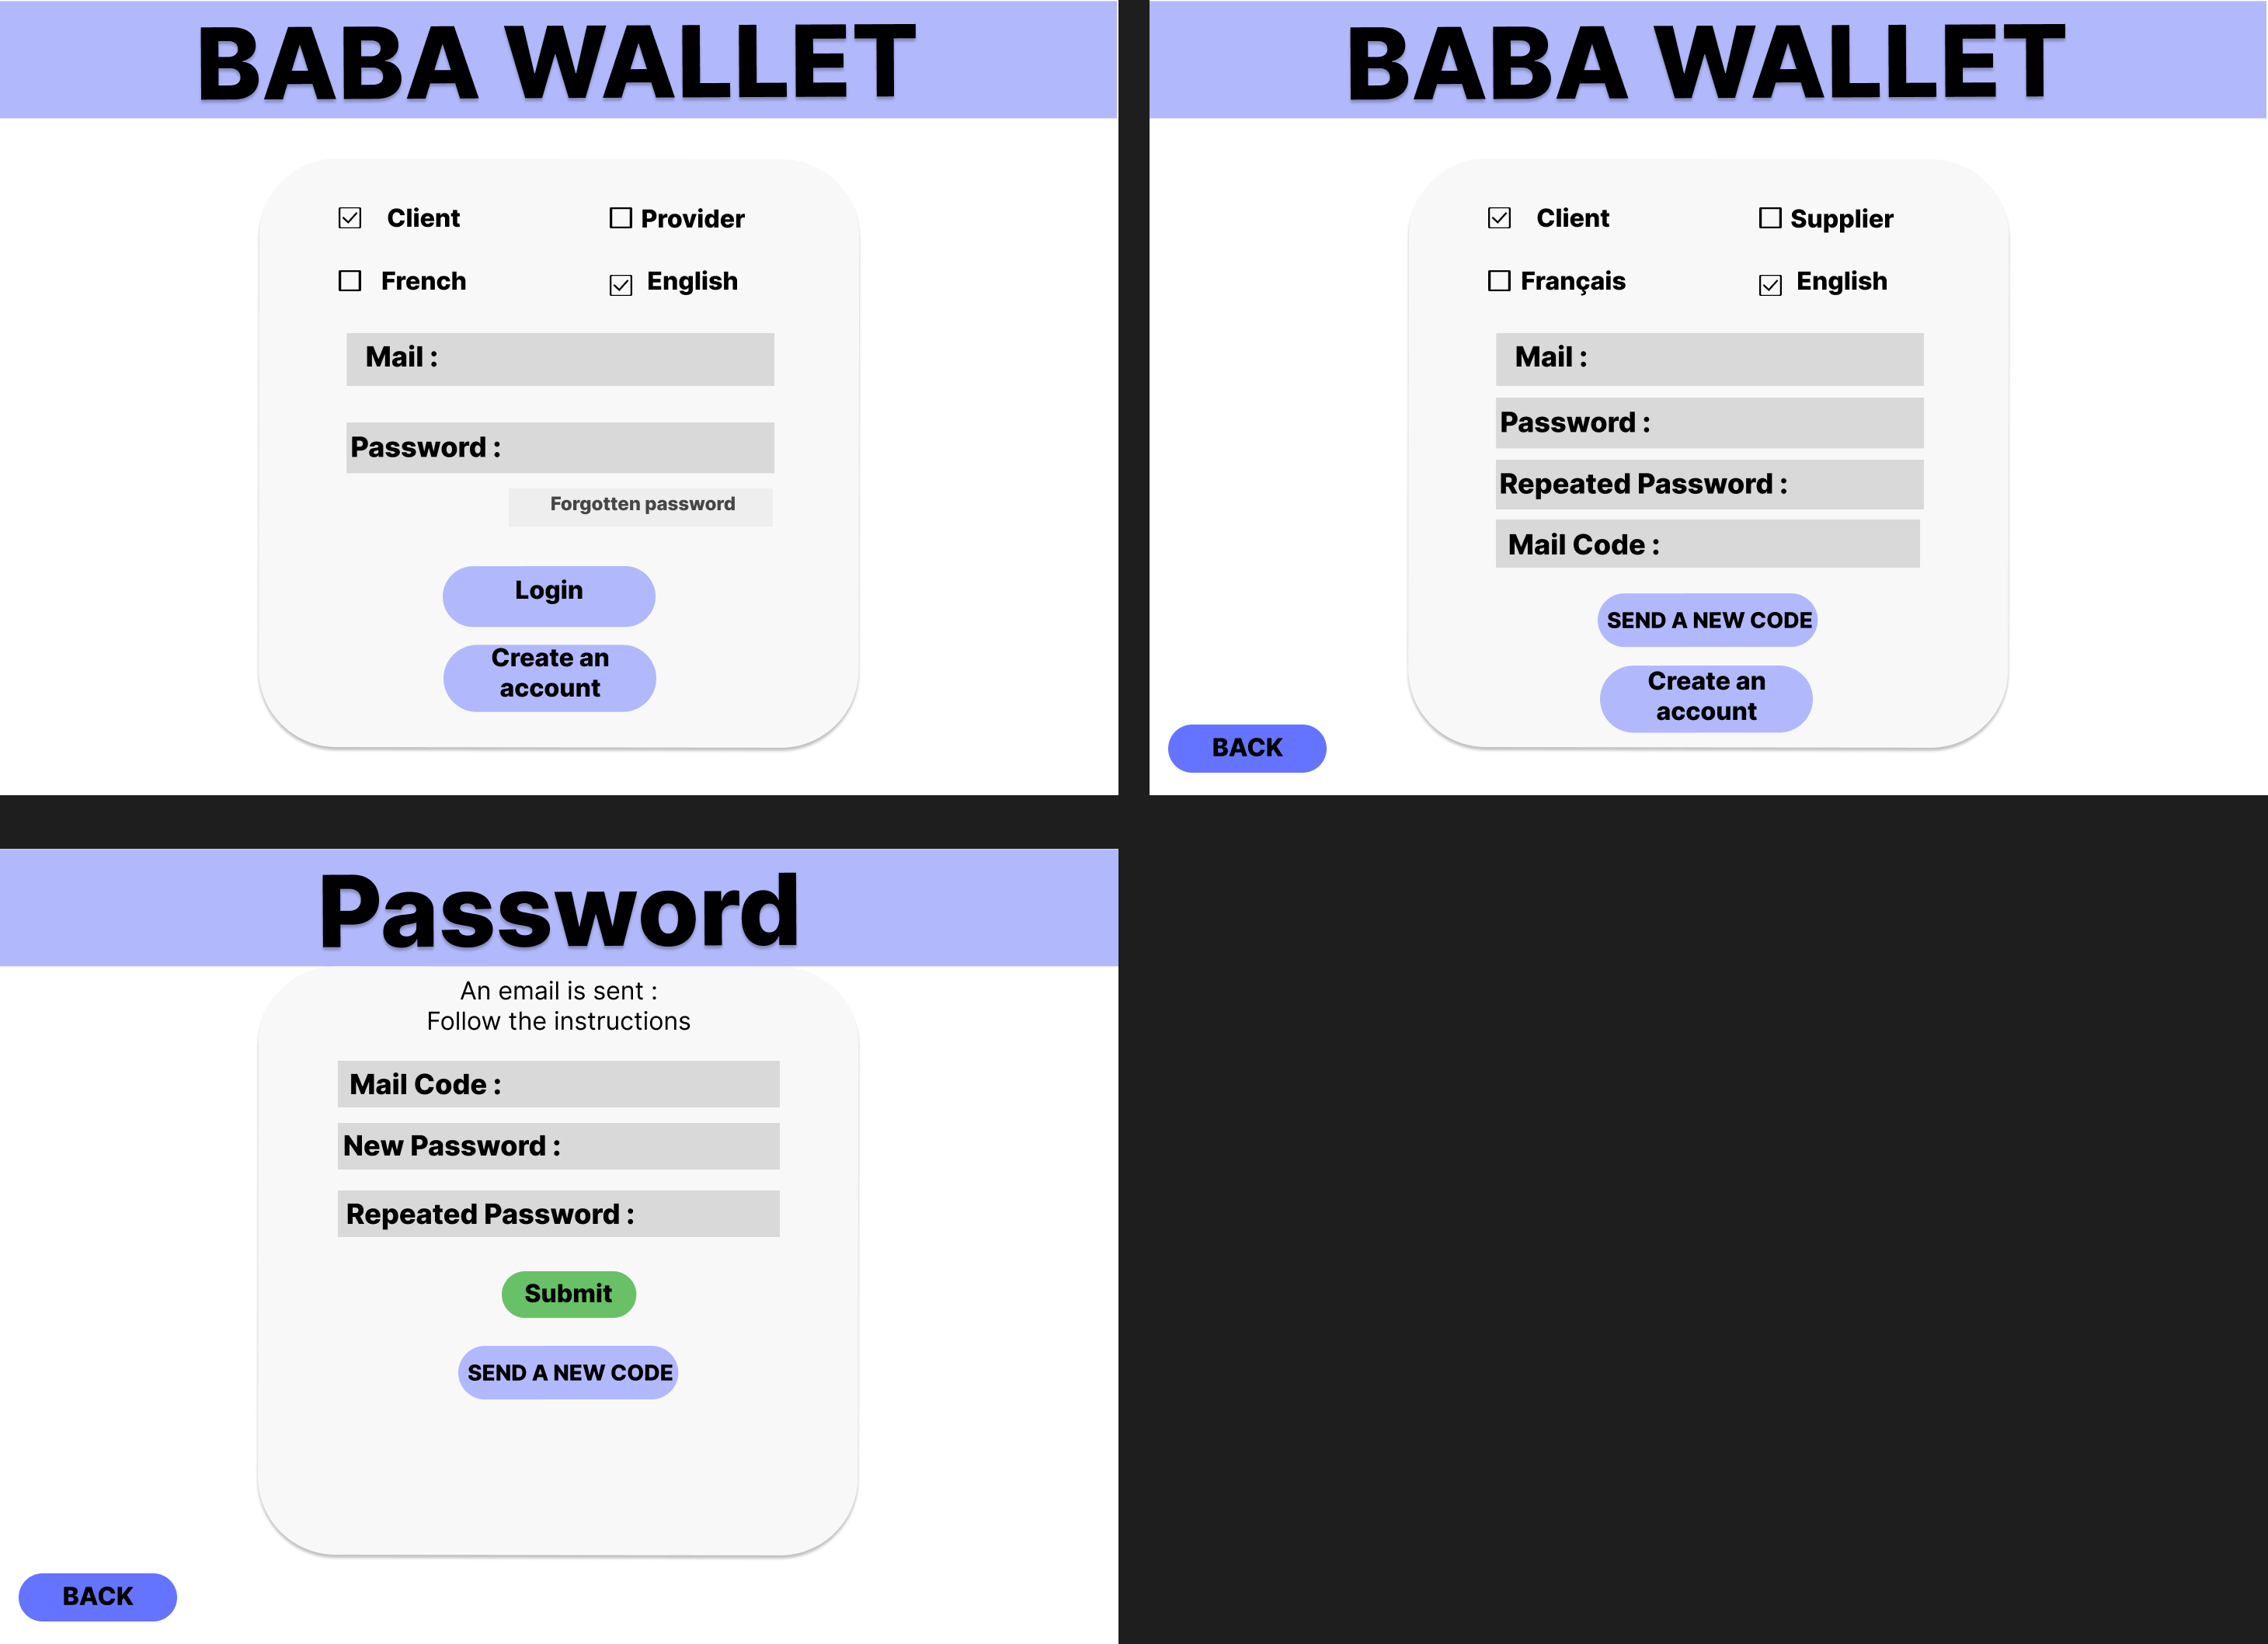 BABA WALLET
Client
Provider
French
English
Mail :
Password :
Forgotten password
Login
Create an
account
BABA WALLET
Client
Supplier
Français
English
Mail :
Password :
Repeated Password :
Mail Code :
SEND A NEW CODE
Create an
account
BACK
Password
An email is sent :
Follow the instructions
Mail Code :
New Password :
Repeated Password :
Submit
SEND A NEW CODE
BACK